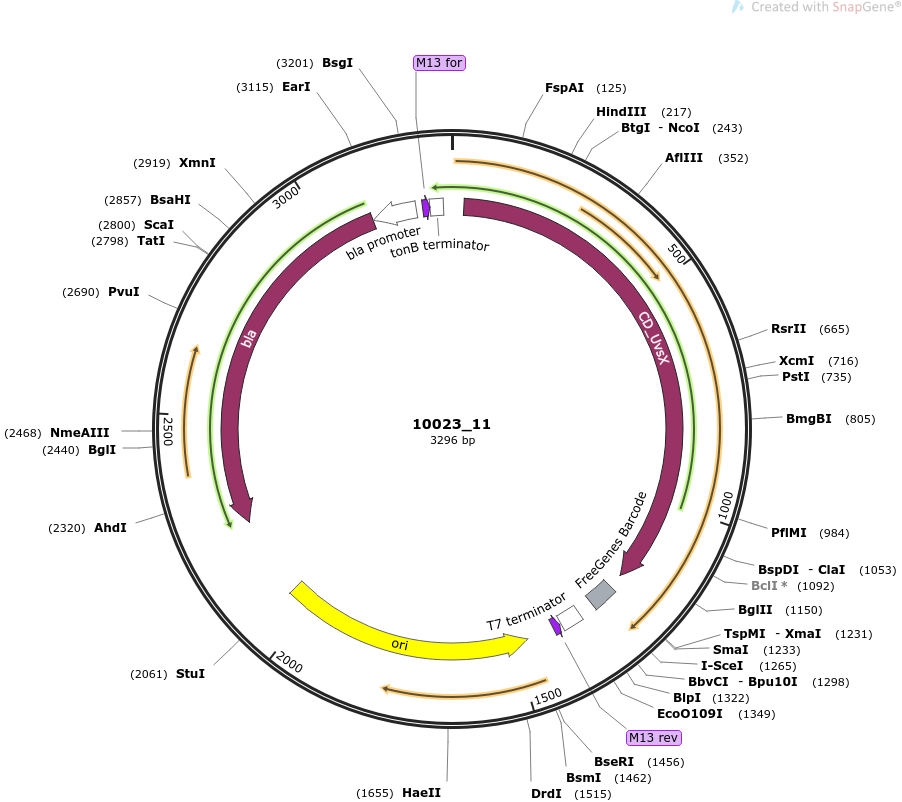 Created with SnapGene®
(3201) BsgI
M13 for
(3115) EarI
FspAI (125)
HindIII (217)
BtgI - NcoI (243)
AflIII (352)
(2919) XmnI
3000
(2857) BsaHI
(2800) ScaI
(2798) TatI
bla promoter
tonB terminator
500
(2690) PvuI
RsrII (665)
bla
CD_UvsX
XcmI (716)
PstI (735)
BmgBI (805)
10023_11
3296 bp
2500
(2468) NmeAIII
(2440) BglI
1000
(2320) AhdI
PflMI (984)
FreeGenes Barcode
BspDI - ClaI (1053)
BclI * (1092)
BglII (1150)
T7 terminator
TspMI - XmaI (1231)
ori
SmaI (1233)
2000
I-SceI (1265)
(2061) StuI
BbvCI - Bpu10I (1298)
BlpI (1322)
1500
EcoO109I (1349)
M13 rev
BseRI (1456)
BsmI (1462)
(1655) HaeII
DrdI (1515)